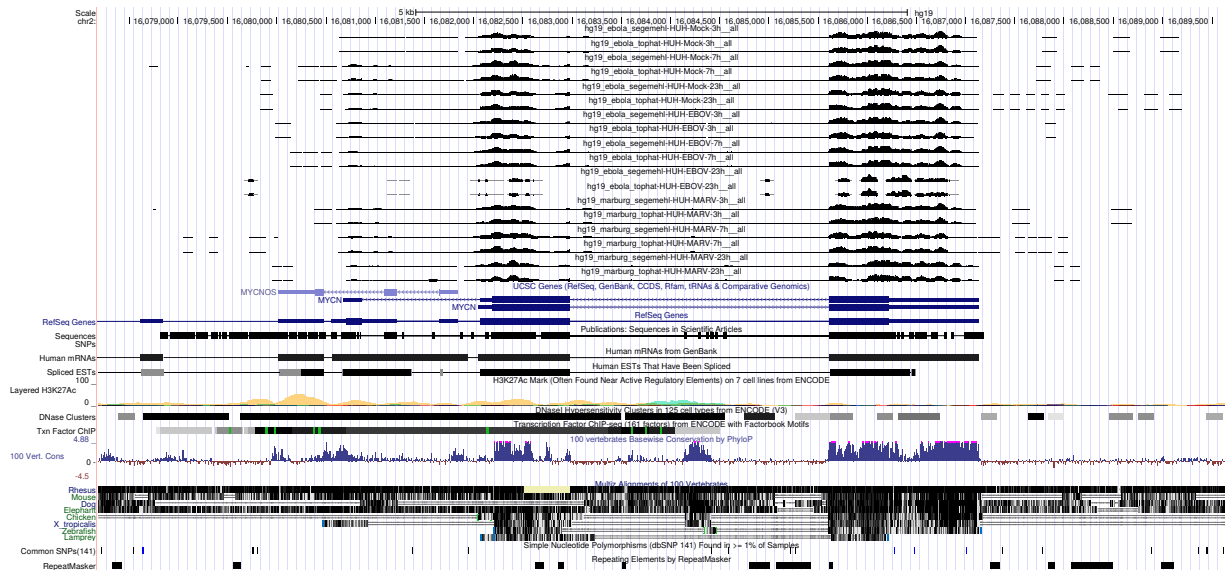 Scale 5 kb hg19
chr2: 16,079,000 16,079,500 16,080,000 16,080,500 16,081,000 16,081,500 16,082,000 16,082,500 16,083,000 16,083,500 16,084,000 16,084,500 16,085,000 16,085,500 16,086,000 16,086,500 16,087,000 16,087,500 16,088,000 16,088,500 16,089,000 16,089,500
hg19_ebola_segemehl-HUH-Mock-3h__all
hg19_ebola_tophat-HUH-Mock-3h__all
hg19_ebola_segemehl-HUH-Mock-7h__all
hg19_ebola_tophat-HUH-Mock-7h__all
hg19_ebola_segemehl-HUH-Mock-23h__all
hg19_ebola_tophat-HUH-Mock-23h__all
hg19_ebola_segemehl-HUH-EBOV-3h__all
hg19_ebola_tophat-HUH-EBOV-3h__all
hg19_ebola_segemehl-HUH-EBOV-7h__all
hg19_ebola_tophat-HUH-EBOV-7h__all
hg19_ebola_segemehl-HUH-EBOV-23h__all
hg19_ebola_tophat-HUH-EBOV-23h__all
hg19_marburg_segemehl-HUH-MARV-3h__all
hg19_marburg_tophat-HUH-MARV-3h__all
hg19_marburg_segemehl-HUH-MARV-7h__all
hg19_marburg_tophat-HUH-MARV-7h__all
hg19_marburg_segemehl-HUH-MARV-23h__all
hg19_marburg_tophat-HUH-MARV-23h__all
UCSC Genes (RefSeq, GenBank, CCDS, Rfam, tRNAs & Comparative Genomics)
MYCNOS
MYCN
MYCN
RefSeq Genes
RefSeq Genes
Publications: Sequences in Scientific Articles
Sequences
SNPs
Human mRNAs from GenBank
Human mRNAs
Human ESTs That Have Been Spliced
Spliced ESTs
H3K27Ac Mark (Often Found Near Active Regulatory Elements) on 7 cell lines from ENCODE
100
Layered H3K27Ac
0
DNaseI Hypersensitivity Clusters in 125 cell types from ENCODE (V3)
DNase Clusters
Transcription Factor ChIP-seq (161 factors) from ENCODE with Factorbook Motifs
Txn Factor ChIP
100 vertebrates Basewise Conservation by PhyloP
4.88
100 Vert. Cons
0
-4.5
Multiz Alignments of 100 Vertebrates
Rhesus
Mouse
Dog
Elephant
Chicken
X_tropicalis
Zebrafish
Lamprey
Simple Nucleotide Polymorphisms (dbSNP 141) Found in >= 1% of Samples
Common SNPs(141)
Repeating Elements by RepeatMasker
RepeatMasker